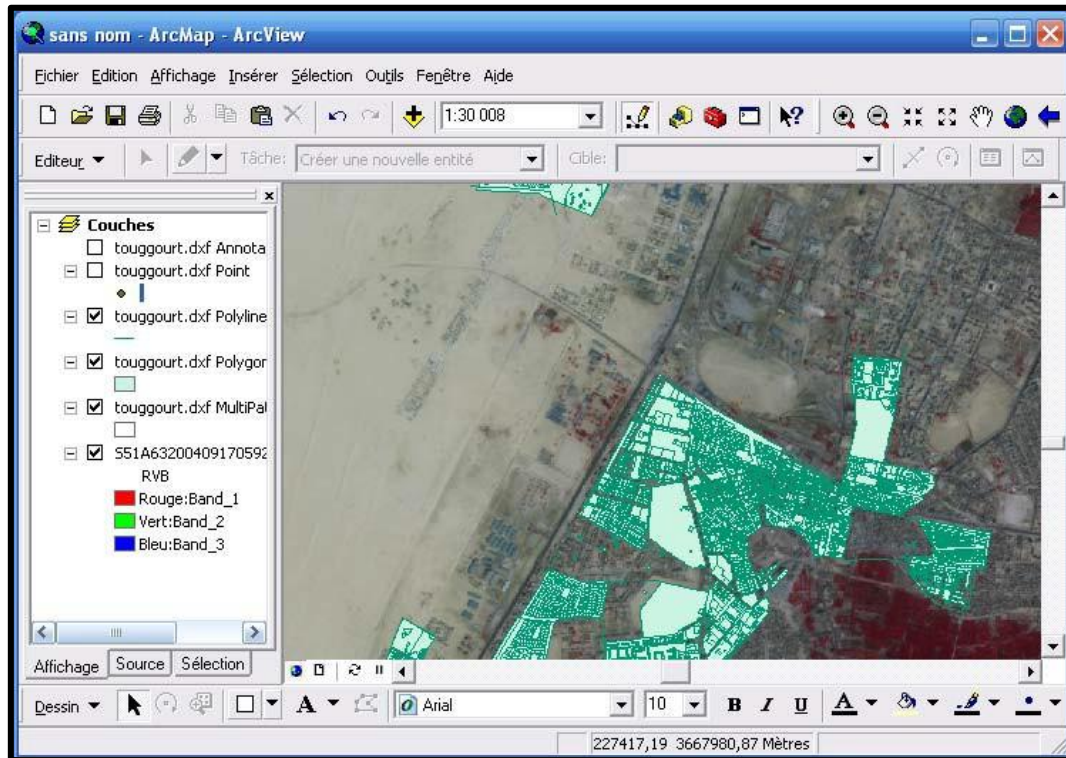 sans nom - ArcMap - ArcView
Fichier Edition Affichage Insérer Sélection Outils Fenêtre Aide
1:30 008
Editeur Tâche: Créer une nouvelle entité Cible:
Couches
touggourt.dxf Annota
touggourt.dxf Point
touggourt.dxf Polyline
touggourt.dxf Polygor
touggourt.dxf MultiPal
S51A63200409170592
RVB
Rouge:Band_1
Vert:Band_2
Bleu:Band_3
Affichage Source Sélection
Dessin A Arial 10 B I U A
227417,19 3667980,87 Mètres